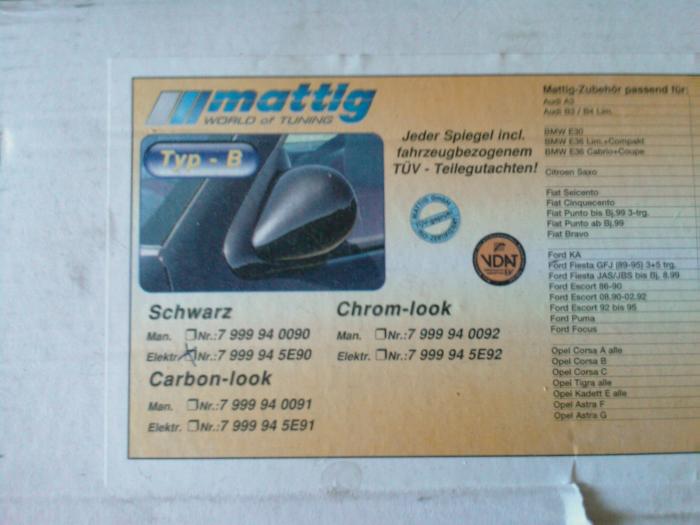 mattig
WORLD of TUNING
Typ - B
Jeder Spiegel incl.
fahrzeugbezogenem
TÜV - Teilegutachten!
VDAT
Schwarz
Man. Nr.:7 999 94 0090
Elektr. Nr.:7 999 94 5E90
Carbon-look
Man. Nr.:7 999 94 0091
Elektr. Nr.:7 999 94 5E91
Chrom-look
Man. Nr.:7 999 94 0092
Elektr. Nr.:7 999 94 5E92
Mattig-Zubehör passend für:
Audi A3
Audi B3 / B4 Lim.
BMW E30
BMW E36 Lim.+Compakt
BMW E36 Cabrio+Coupe
Citroen Saxo
Fiat Seicento
Fiat Cinquecento
Fiat Punto bis Bj.99 3-trg.
Fiat Punto ab Bj.99
Fiat Bravo
Ford KA
Ford Fiesta GFJ (89-95) 3+5 trg.
Ford Fiesta JAS/JBS bis Bj. 8.99
Ford Escort 86-90
Ford Escort 08.90-02.92
Ford Escort 92 bis 95
Ford Puma
Ford Focus
Opel Corsa A alle
Opel Corsa B
Opel Corsa C
Opel Tigra alle
Opel Kadett E alle
Opel Astra F
Opel Astra G